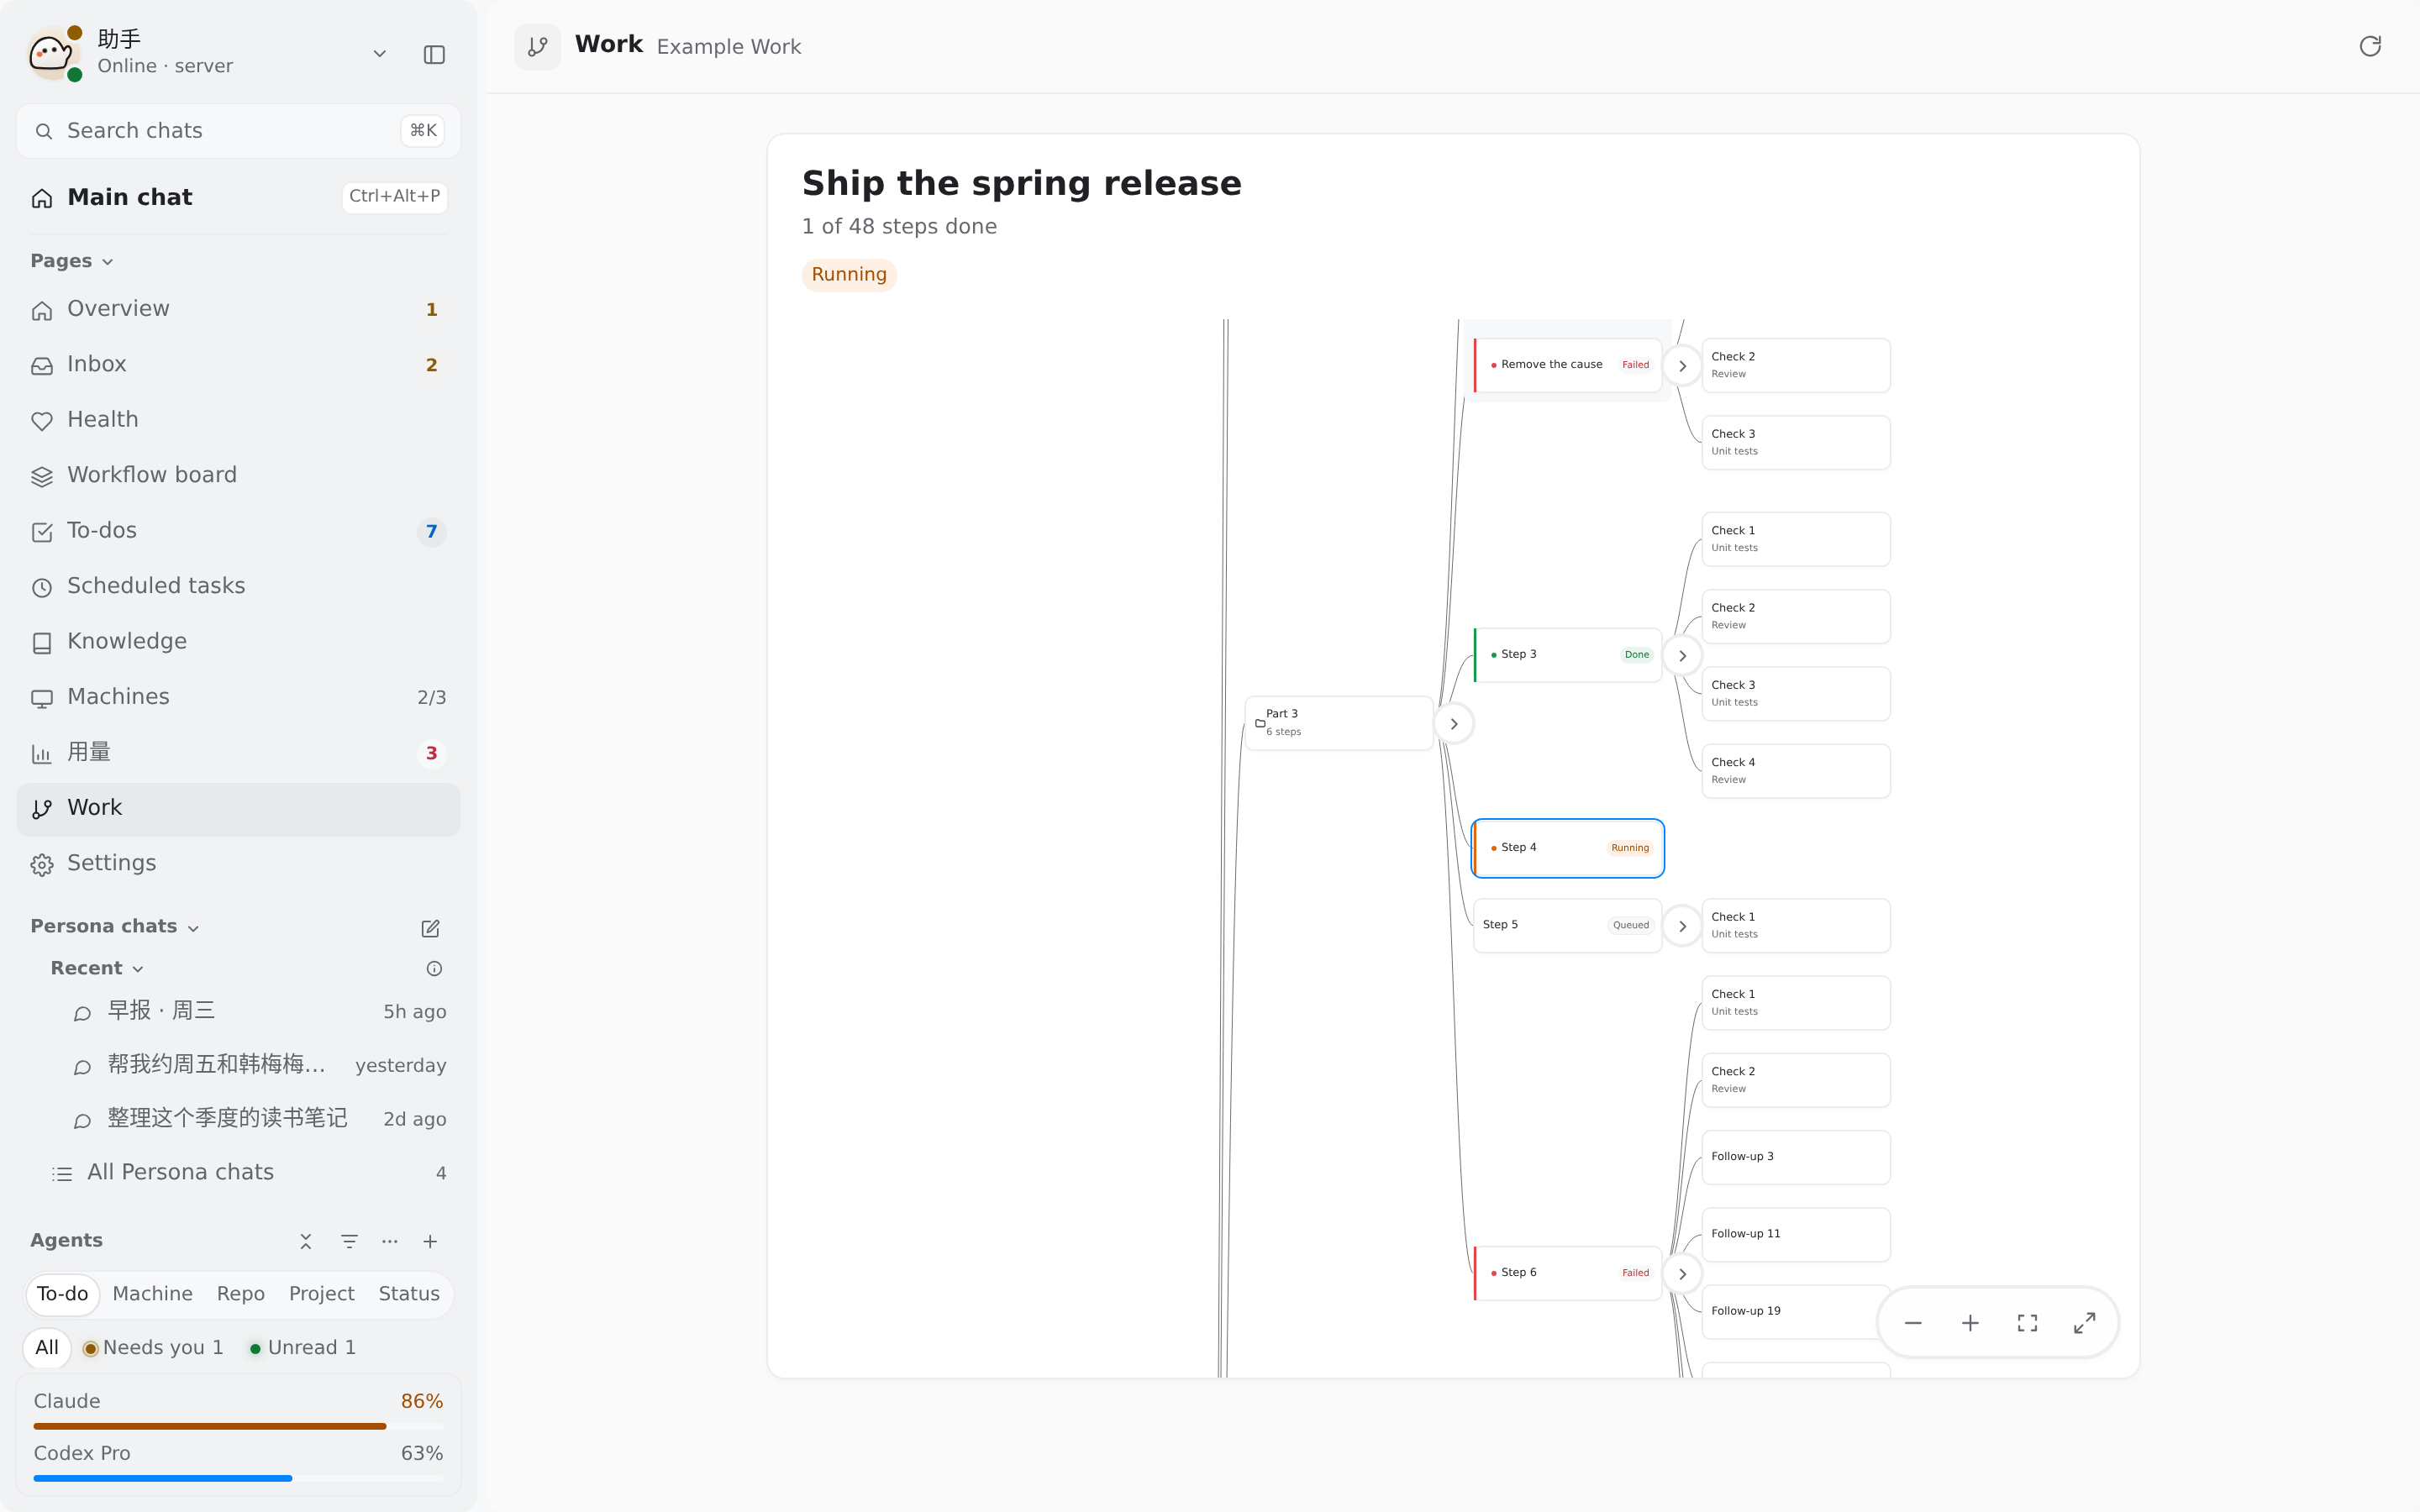 助手
Online · server
Search chats
⌘K
Main chat
Ctrl+Alt+P
Pages
Overview
1
Inbox
2
Health
Workflow board
To-dos
7
Scheduled tasks
Knowledge
Machines
2/3
用量
3
Work
Settings
Persona chats
Recent
早报 · 周三
5h ago
帮我约周五和韩梅梅…
yesterday
整理这个季度的读书笔记
2d ago
All Persona chats
4
Agents
To-do
Machine
Repo
Project
Status
All
Needs you 1
Unread 1
Claude
86%
Codex Pro
63%
Work
Example Work
Ship the spring release
1 of 48 steps done
Running
Remove the cause
Failed
Check 2
Review
Check 3
Unit tests
Check 1
Unit tests
Check 2
Review
Step 3
Done
Check 3
Unit tests
Part 3
6 steps
Check 4
Review
Step 4
Running
Step 5
Queued
Check 1
Unit tests
Check 1
Unit tests
Check 2
Review
Follow-up 3
Follow-up 11
Step 6
Failed
Follow-up 19